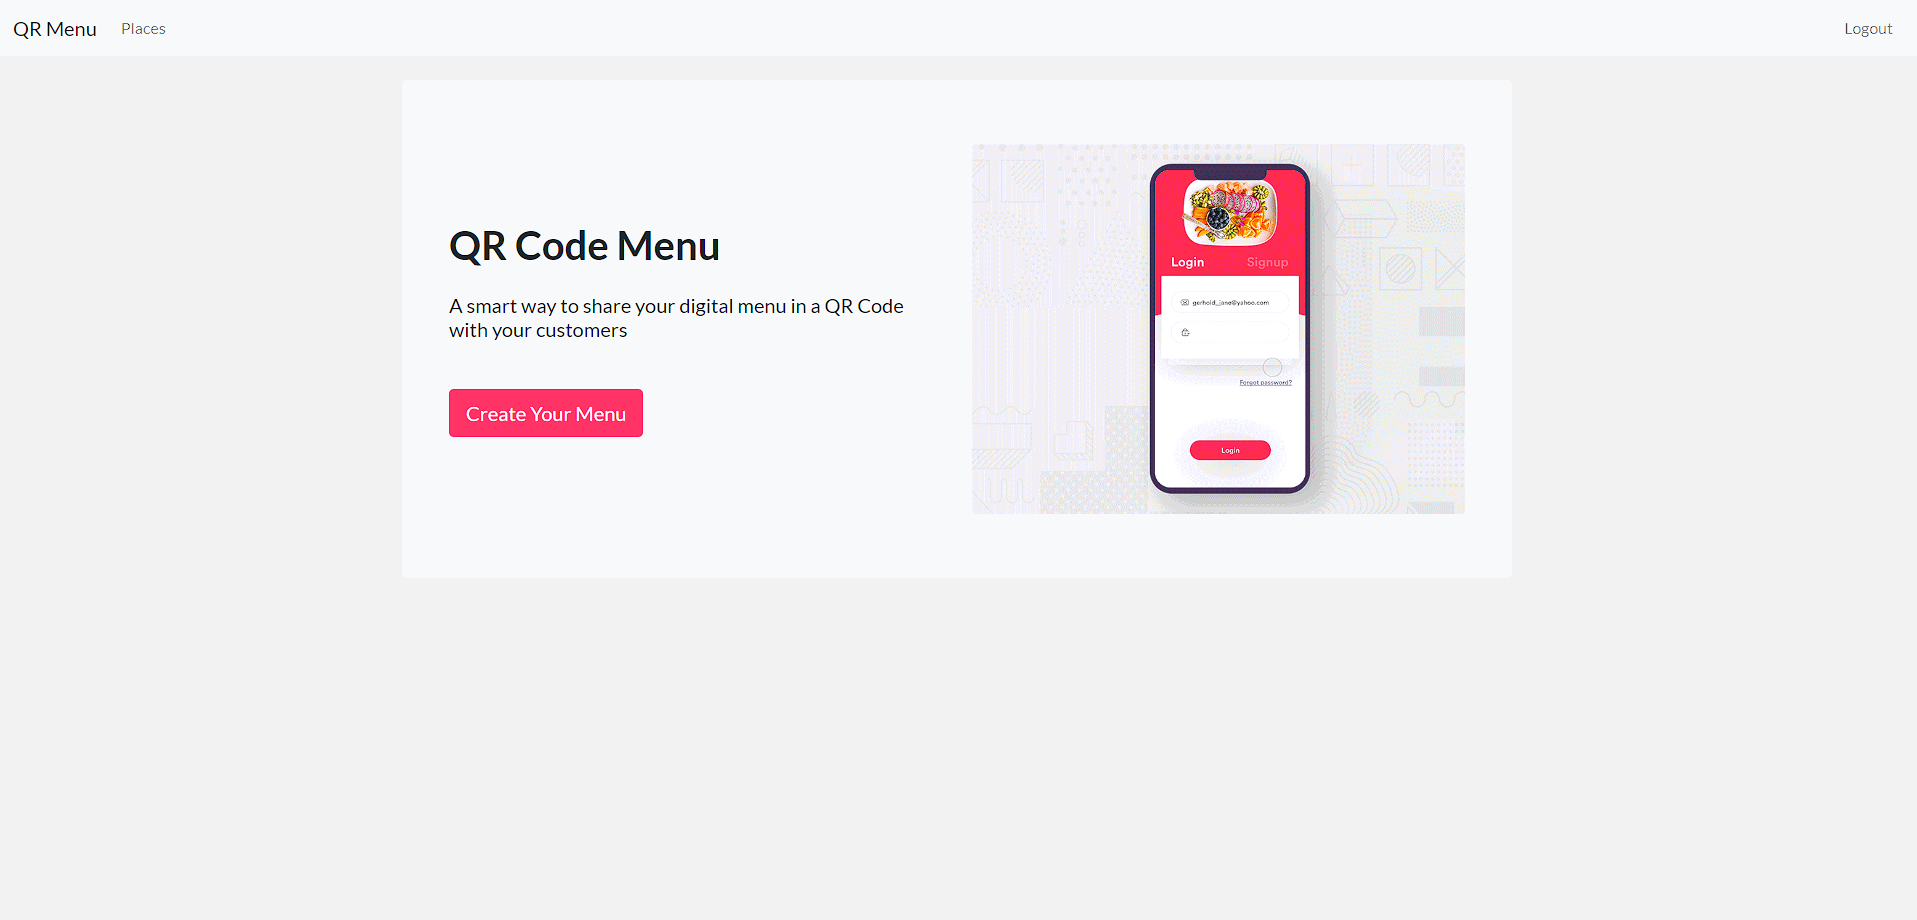 QR Menu Places Logout
QR Code Menu
A smart way to share your digital menu in a QR Code
with your customers
Create Your Menu
Login Signup
gerhold_jane@yahoo.com
Forgot password?
Login